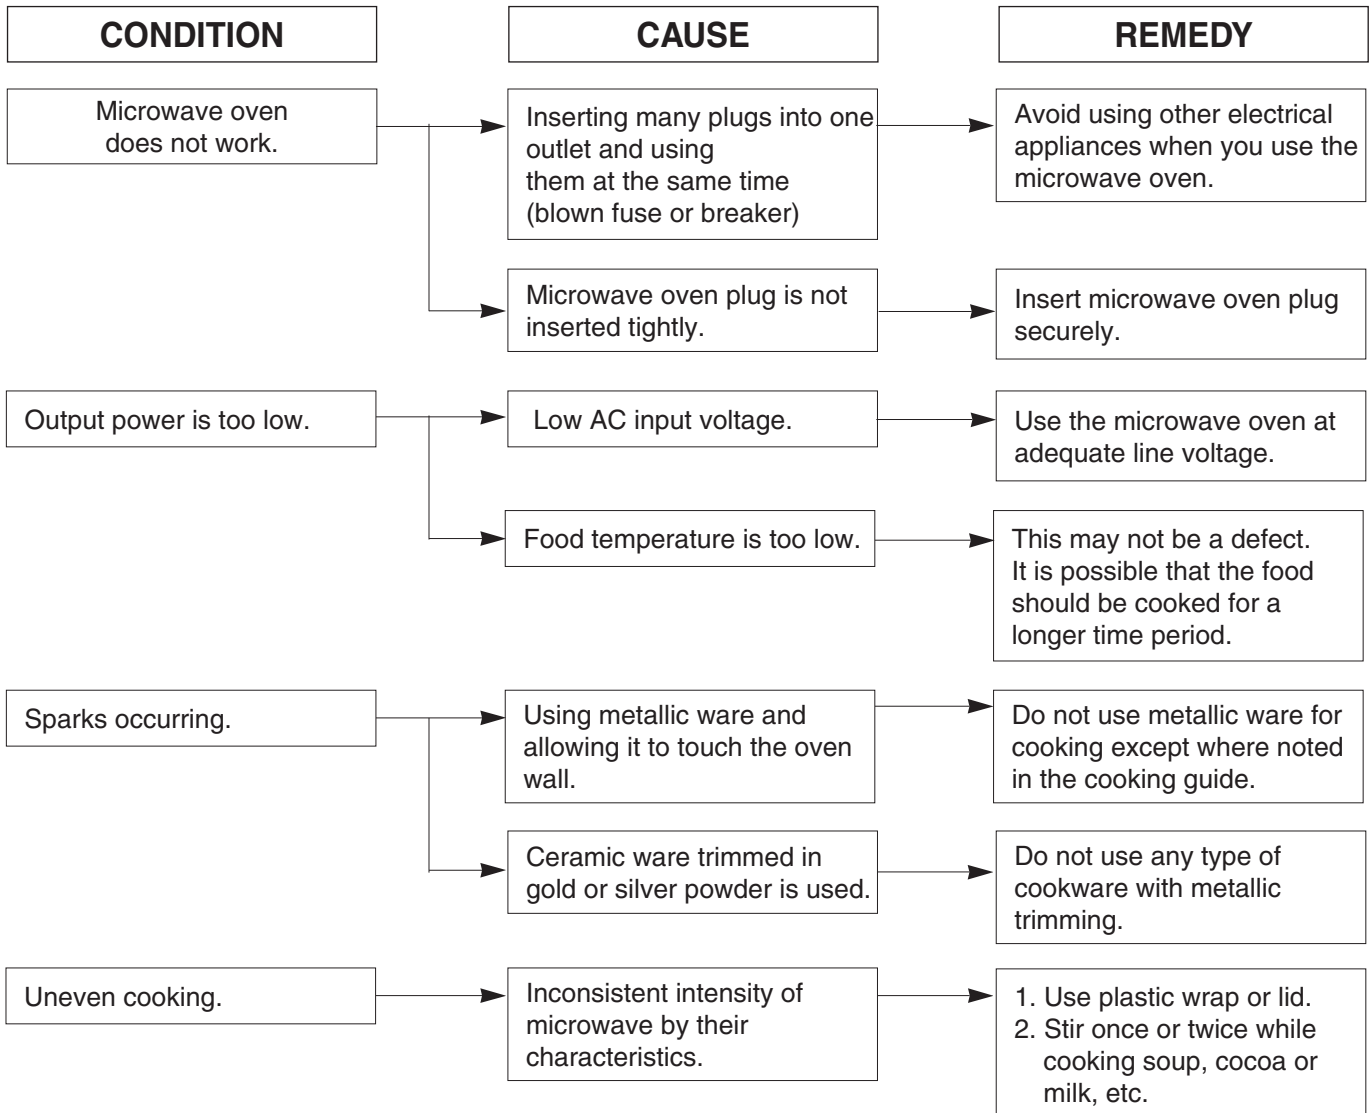 CONDITION
CAUSE
REMEDY
Microwave oven
does not work.
Inserting many plugs into one
outlet and using
them at the same time
(blown fuse or breaker)
Avoid using other electrical
appliances when you use the
microwave oven.
Microwave oven plug is not
inserted tightly.
Insert microwave oven plug
securely.
Output power is too low.
Low AC input voltage.
Use the microwave oven at
adequate line voltage.
Food temperature is too low.
This may not be a defect.
It is possible that the food
should be cooked for a
longer time period.
Sparks occurring.
Using metallic ware and
allowing it to touch the oven
wall.
Do not use metallic ware for
cooking except where noted
in the cooking guide.
Ceramic ware trimmed in
gold or silver powder is used.
Do not use any type of
cookware with metallic
trimming.
Uneven cooking.
Inconsistent intensity of
microwave by their
characteristics.
1. Use plastic wrap or lid.
2. Stir once or twice while
cooking soup, cocoa or
milk, etc.